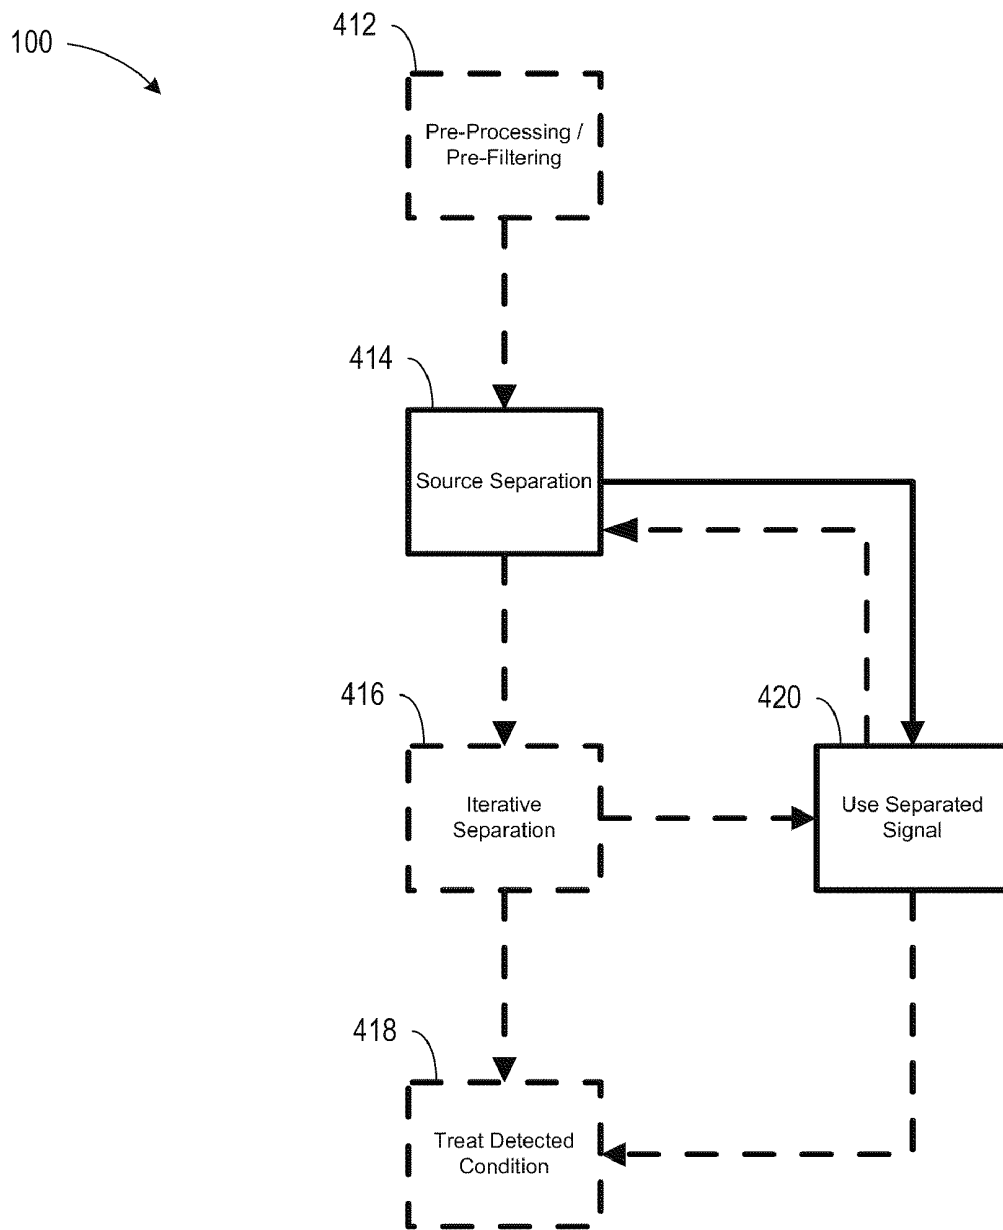 100
412
Pre-Processing /
Pre-Filtering
414
Source Separation
416
Iterative
Separation
420
Use Separated
Signal
418
Treat Detected
Condition